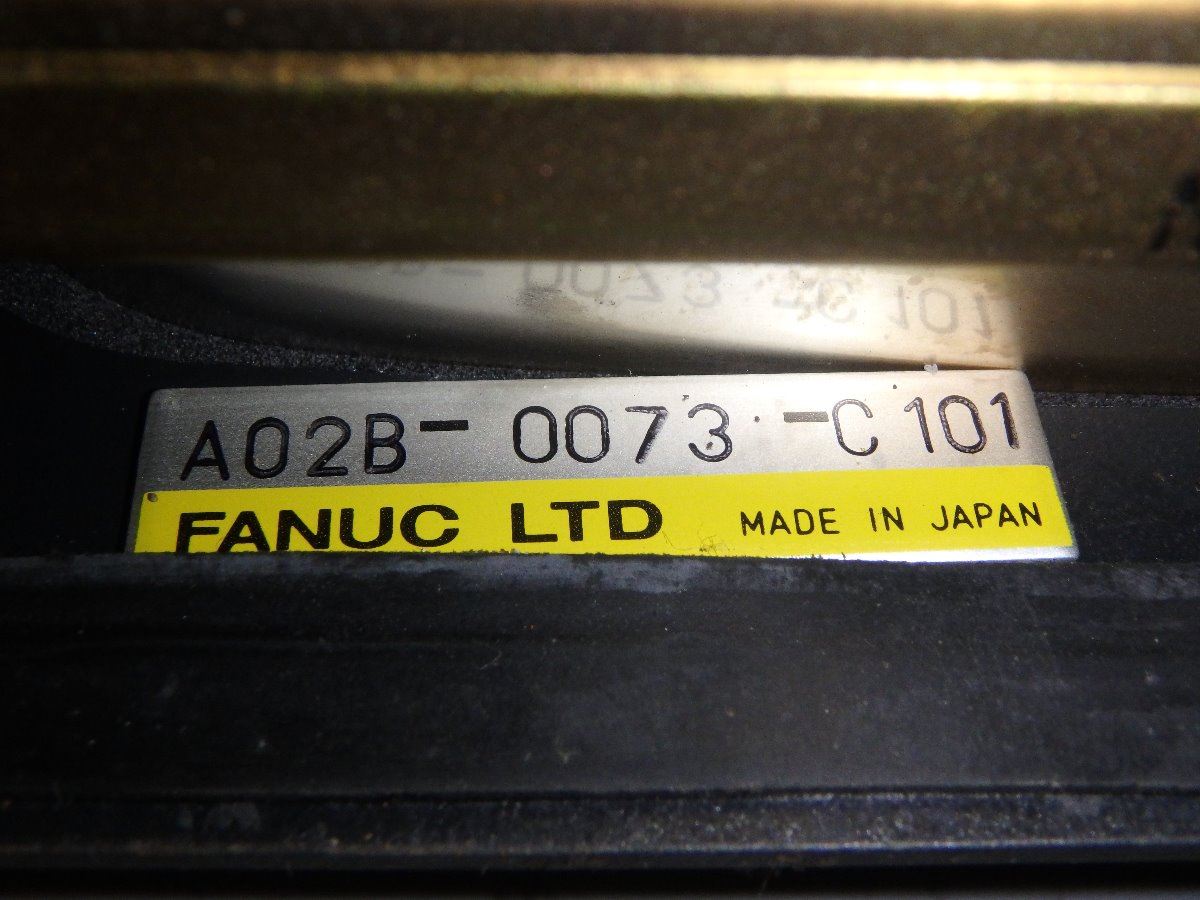 A02B-0073-C101
FANUC LTD MADE IN JAPAN